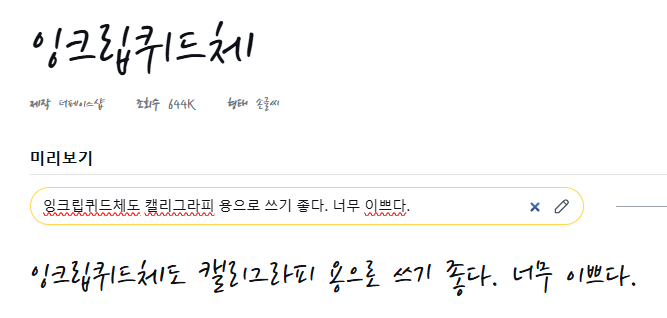 잉크립퀴드체
제작 더페이스샵 조회수 644K 형태 손글씨
미리보기
잉크립퀴드체도 캘리그라피 용으로 쓰기 좋다. 너무 이쁘다.
잉크립퀴드체도 캘리그라피 용으로 쓰기 좋다. 너무 이쁘다.